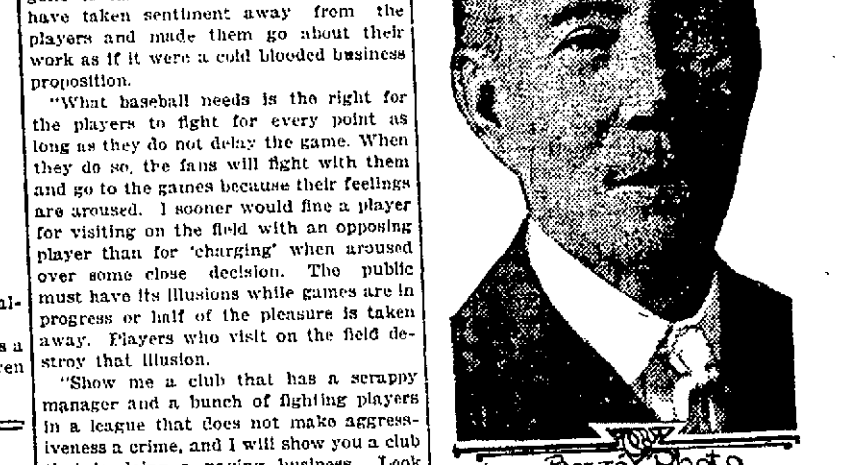 have taken sentiment away from the
players and made them go about their
work as if it were a cold blooded business
proposition.
"What baseball needs is the right for
the players to fight for every point as
long as they do not delay the game. When
they do so, the fans will fight with them
and go to the games because their feelings
are aroused. I sooner would fine a player
for visiting on the field with an opposing
player than for 'charging' when aroused
over some close decision. The public
must have its illusions while games are in
progress or half of the pleasure is taken
away. Players who visit on the field de-
stroy that illusion.
"Show me a club that has a scrappy
manager and a bunch of fighting players
in a league that does not make aggress-
iveness a crime, and I will show you a club
business. Look
al-
s a
ren
Photo